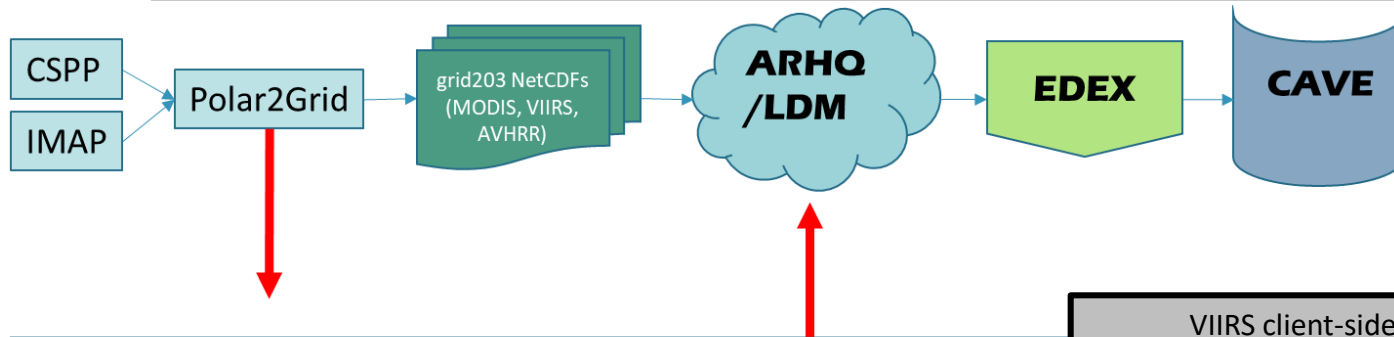 CSPP
IMAP
Polar2Grid
grid203 NetCDFs
(MODIS, VIIRS,
AVHRR)
ARHQ
/LDM
EDEX
CAVE
VIIRS client-side